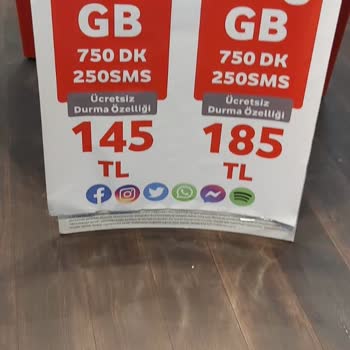 GB
750 DK
250SMS
Ücretsiz
Durma Özelliği
145
TL
GB
750 DK
250SMS
Ücretsiz
Durma Özelliği
185
TL